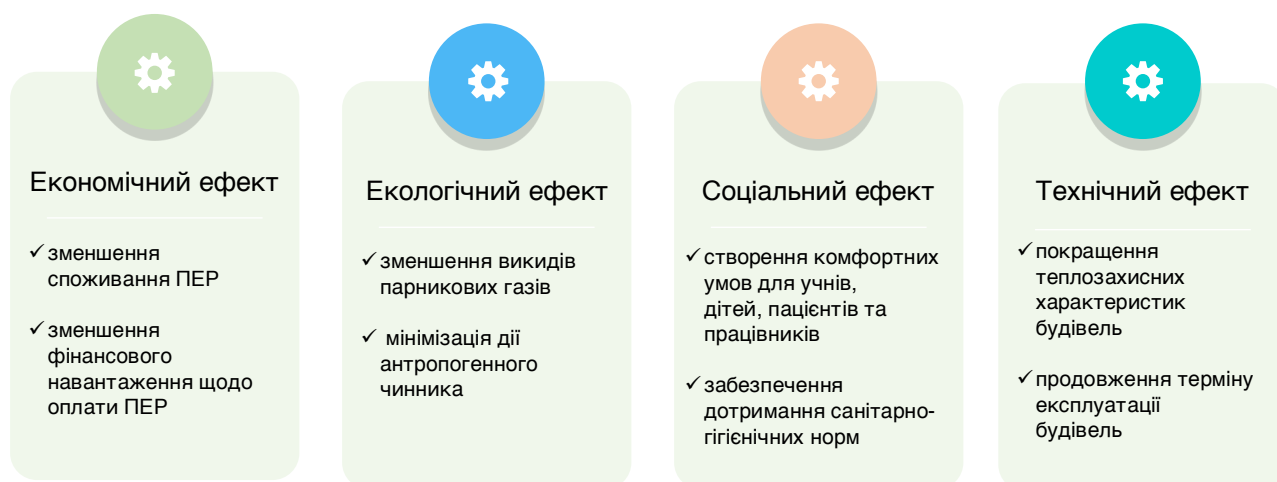 Економічний ефект
✓ зменшення
споживання ПЕР
✓ зменшення
фінансового
навантаження щодо
оплати ПЕР
Екологічний ефект
✓ зменшення викидів
парникових газів
✓ мінімізація дії
антропогенного
чинника
Соціальний ефект
✓ створення комфортних
умов для учнів,
дітей, пацієнтів та
працівників
✓ забезпечення
дотримання санітарно-
гігієнічних норм
Технічний ефект
✓ покращення
теплозахисних
характеристик
будівель
✓ продовження терміну
експлуатації
будівель